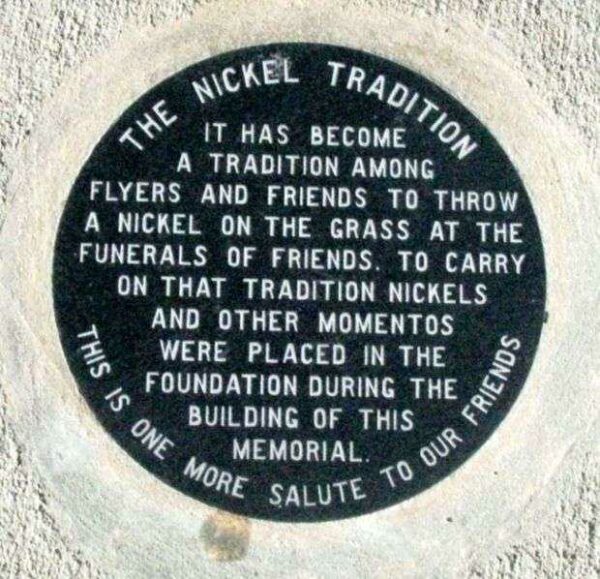 THE NICKEL TRADITION
IT HAS BECOME
A TRADITION AMONG
FLYERS AND FRIENDS TO THROW
A NICKEL ON THE GRASS AT THE
FUNERALS OF FRIENDS. TO CARRY
ON THAT TRADITION NICKELS
AND OTHER MOMENTOS
WERE PLACED IN THE
FOUNDATION DURING THE
BUILDING OF THIS
MEMORIAL.
THIS IS ONE MORE SALUTE TO OUR FRIENDS